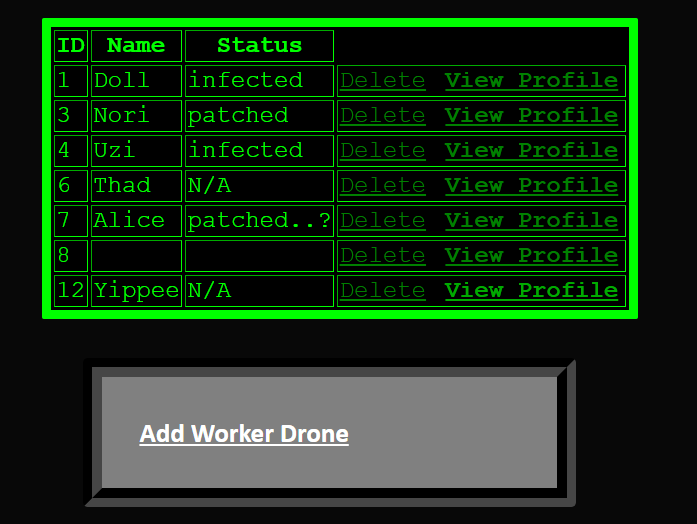 ID Name Status
1 Doll infected Delete View Profile
3 Nori patched Delete View Profile
4 Uzi infected Delete View Profile
6 Thad N/A Delete View Profile
7 Alice patched..? Delete View Profile
8 Delete View Profile
12 Yippee N/A Delete View Profile
Add Worker Drone